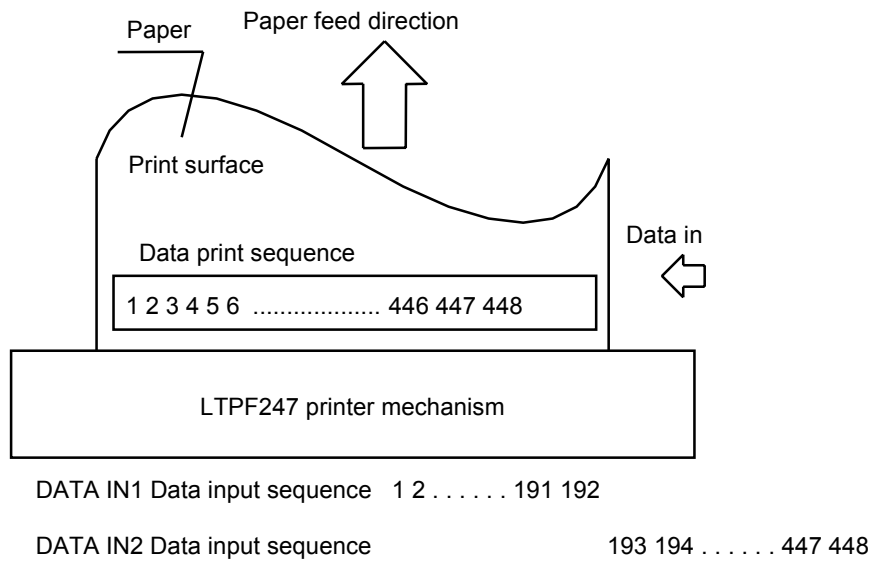 Paper
Paper feed direction
Print surface
Data in
Data print sequence
1 2 3 4 5 6 ................... 446 447 448
LTPF247 printer mechanism
DATA IN1 Data input sequence 1 2 . . . . . . 191 192
DATA IN2 Data input sequence 193 194 . . . . . . 447 448